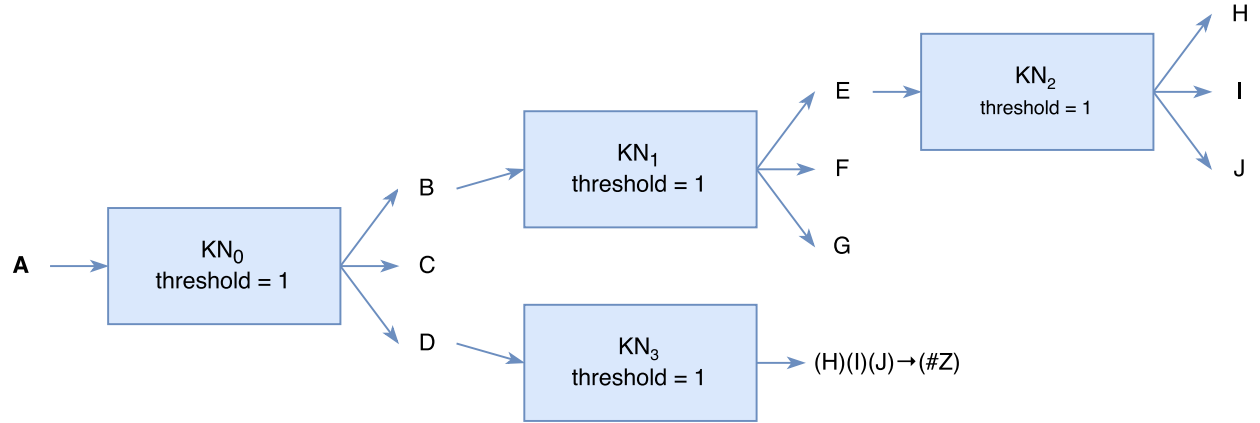 A
KN₀
threshold = 1
B
C
D
KN₁
threshold = 1
KN₃
threshold = 1
E
F
G
(H)(I)(J)→(#Z)
KN₂
threshold = 1
H
I
J